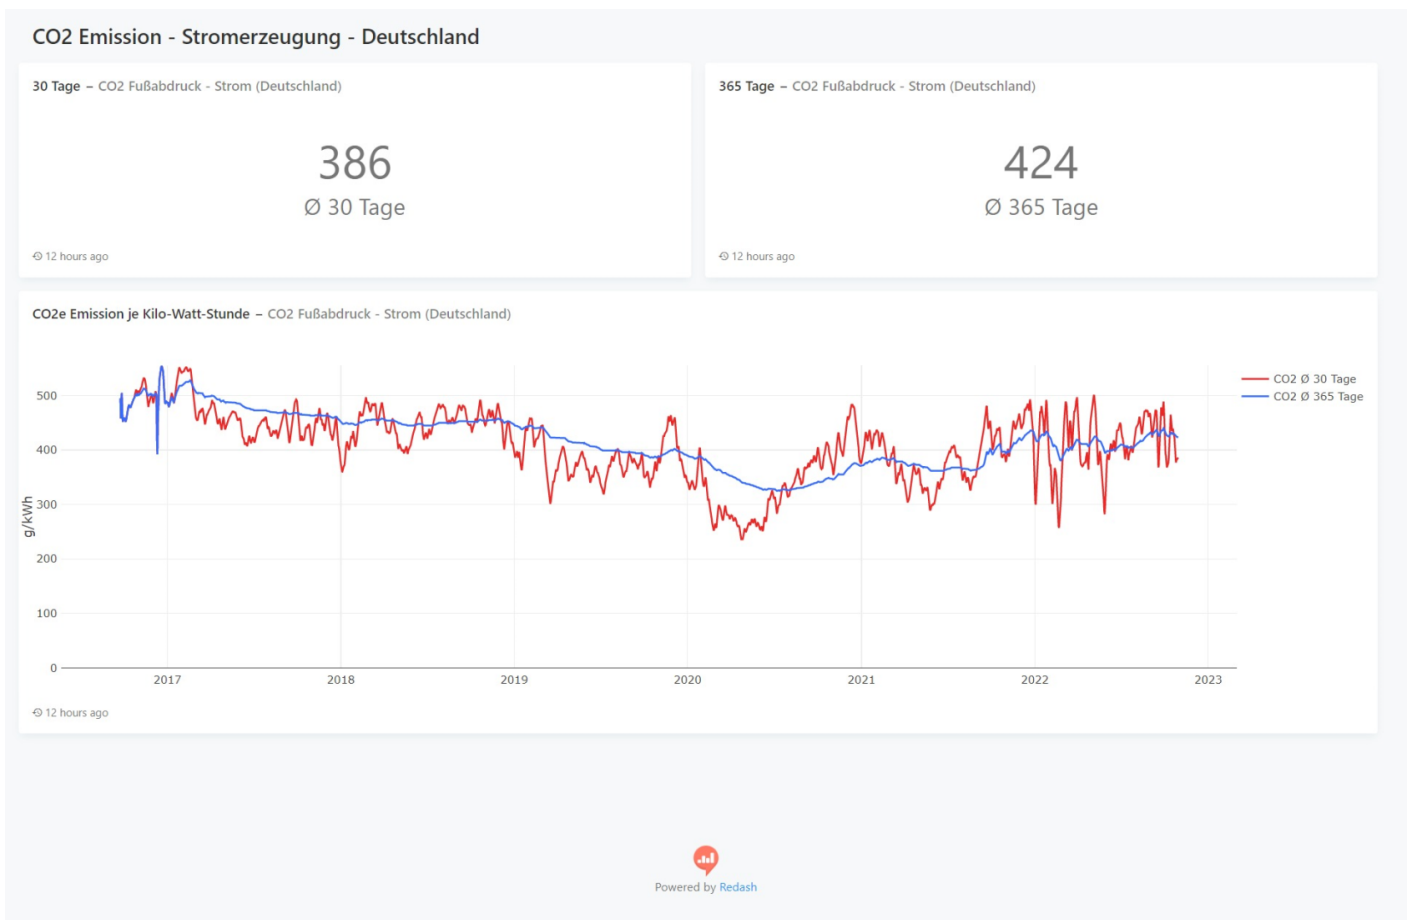 CO2 Emission - Stromerzeugung - Deutschland
30 Tage – CO2 Fußabdruck - Strom (Deutschland)
386
Ø 30 Tage
12 hours ago
365 Tage – CO2 Fußabdruck - Strom (Deutschland)
424
Ø 365 Tage
12 hours ago
CO2e Emission je Kilo-Watt-Stunde – CO2 Fußabdruck - Strom (Deutschland)
CO2 Ø 30 Tage
CO2 Ø 365 Tage
g/kWh
500
400
300
200
100
0
2017 2018 2019 2020 2021 2022 2023
12 hours ago
Powered by Redash